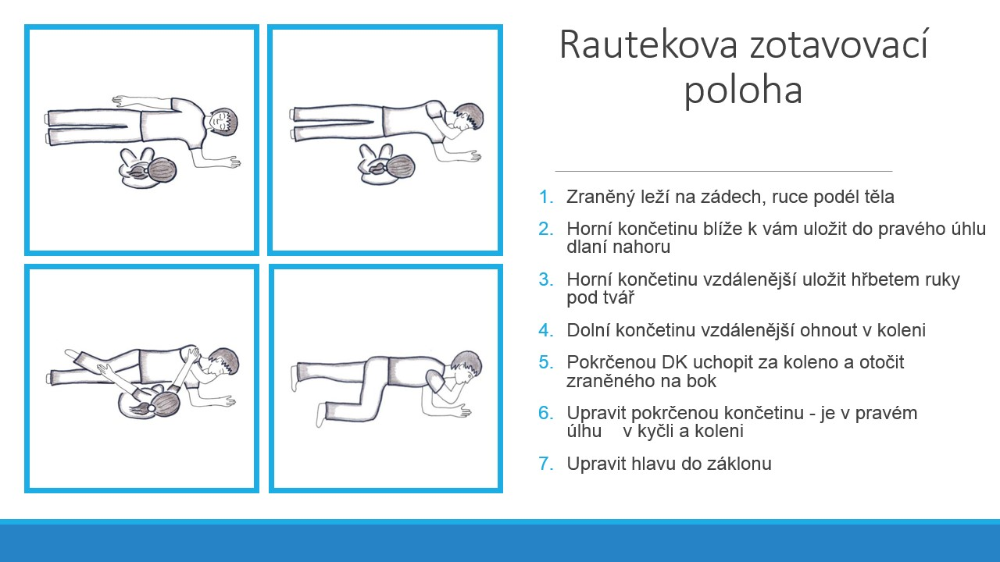 Rautekova zotavovací
poloha
1. Zraněný leží na zádech, ruce podél těla
2. Horní končetinu blíže k vám uložit do pravého úhlu
dlaní nahoru
3. Horní končetinu vzdálenější uložit hřbetem ruky
pod tvář
4. Dolní končetinu vzdálenější ohnout v koleni
5. Pokrčenou DK uchopit za koleno a otočit
zraněného na bok
6. Upravit pokrčenou končetinu - je v pravém
úlhu v kyčli a koleni
7. Upravit hlavu do záklonu